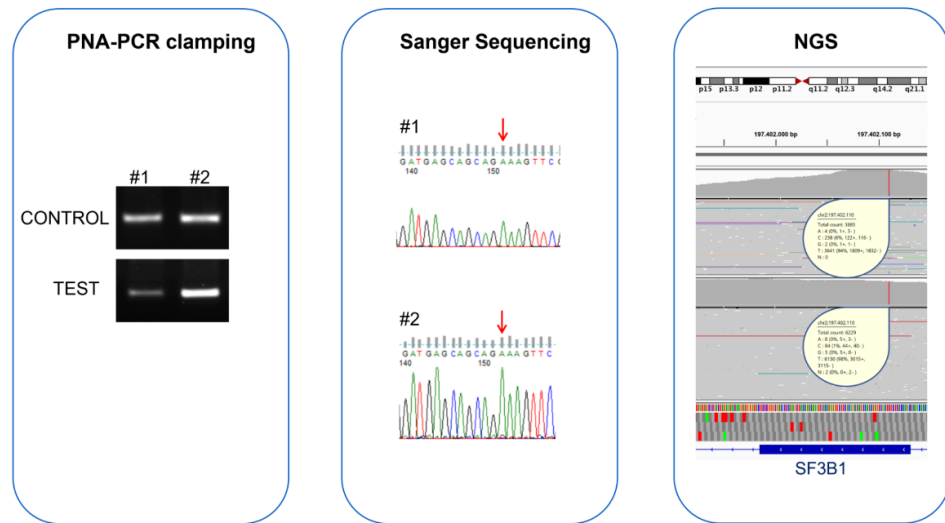 PNA-PCR clamping
#1 #2
CONTROL
TEST
Sanger Sequencing
#1
GATGAGCAGCAGAAAGTTC
140 150
#2
GATGAGCAGCAGAAAGTTC
140 150
NGS
p15 p13.3 p12 p11.2 q11.2 q12.3 q14.2 q21.1
197.402.000 bp 197.402.100 bp
chr2:197.402.110
Total count: 3885
A : 4 (0%, 1+, 3- )
C : 238 (6%, 122+, 116- )
G : 2 (0%, 1+, 1- )
T : 3641 (94%, 1809+, 1832- )
N : 0
chr2:197.402.110
Total count: 6229
A : 8 (0%, 5+, 3- )
C : 84 (1%, 44+, 40- )
G : 5 (0%, 5+, 0- )
T : 6130 (98%, 3015+,
3115- )
N : 2 (0%, 0+, 2- )
SF3B1